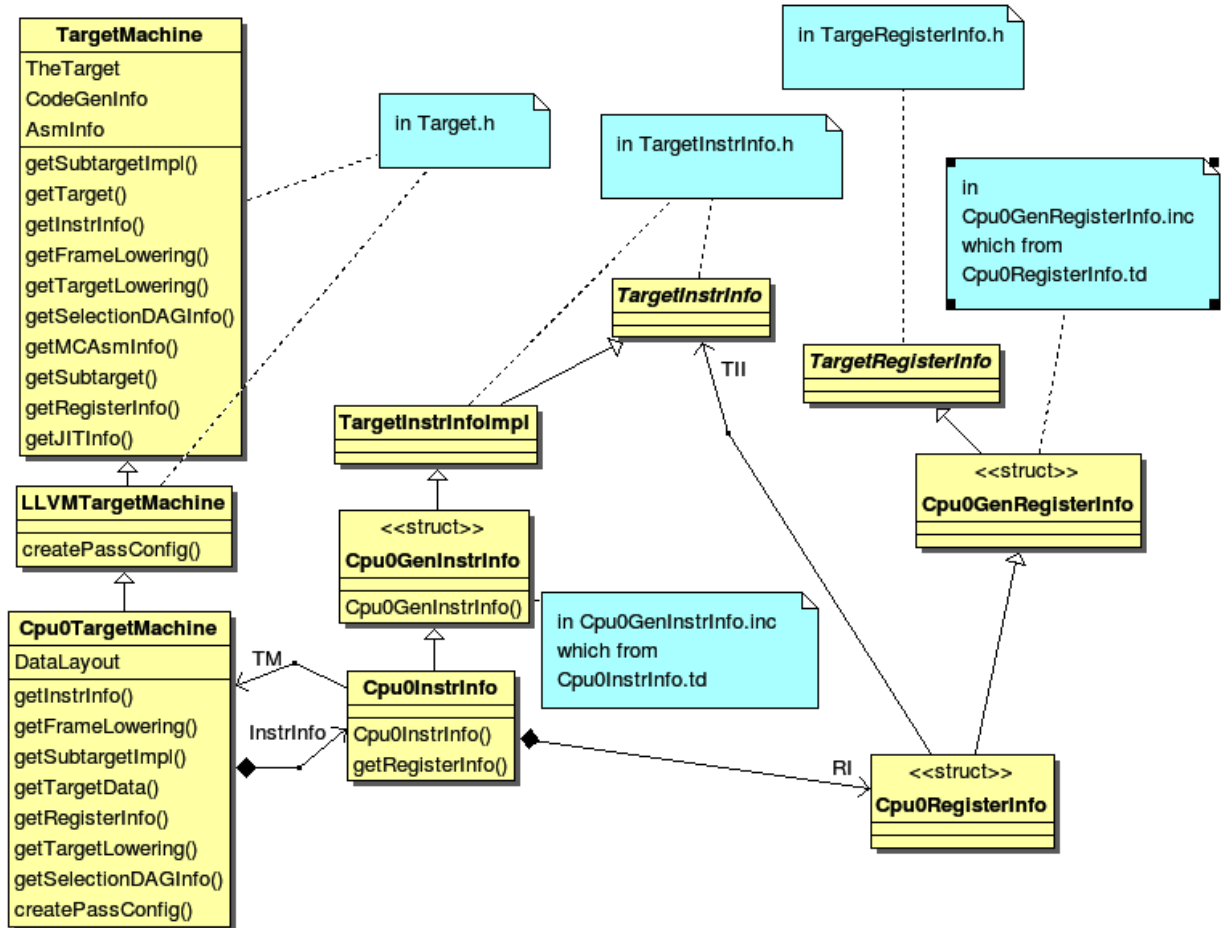 TargetMachine
TheTarget
CodeGenInfo
AsmInfo
getSubtargetImpl()
getTarget()
getInstrInfo()
getFrameLowering()
getTargetLowering()
getSelectionDAGInfo()
getMCAsmInfo()
getSubtarget()
getRegisterInfo()
getJITInfo()
LLVMTargetMachine
createPassConfig()
Cpu0TargetMachine
DataLayout
getInstrInfo()
getFrameLowering()
getSubtargetImpl()
getTargetData()
getRegisterInfo()
getTargetLowering()
getSelectionDAGInfo()
createPassConfig()
in Target.h
in TargetInstrInfo.h
in TargeRegisterInfo.h
in
Cpu0GenRegisterInfo.inc
which from
Cpu0RegisterInfo.td
TargetInstrInfo
TII
TargetRegisterInfo
TargetInstrInfoImpl
<<struct>>
Cpu0GenInstrInfo
Cpu0GenInstrInfo()
<<struct>>
Cpu0GenRegisterInfo
in Cpu0GenInstrInfo.inc
which from
Cpu0InstrInfo.td
TM
InstrInfo
Cpu0InstrInfo
Cpu0InstrInfo()
getRegisterInfo()
RI
<<struct>>
Cpu0RegisterInfo